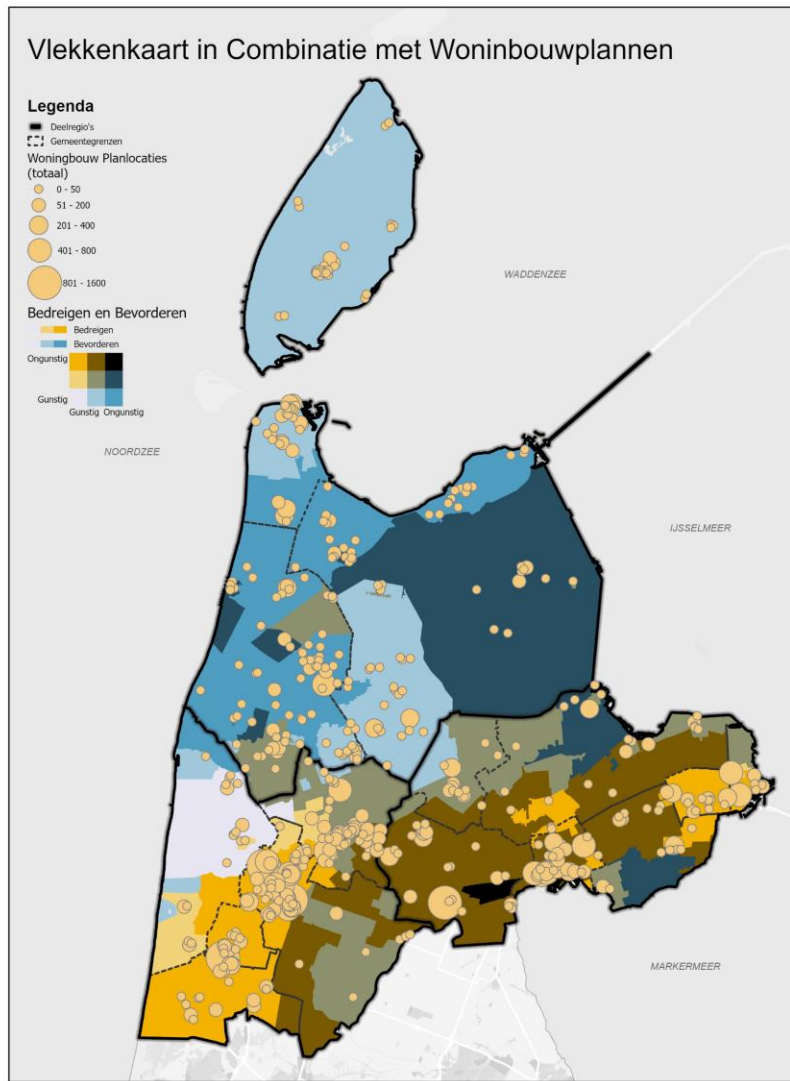 Vlekkenkaart in Combinatie met Woninbouwplannen
Legenda
Deelregio's
Gemeentegrenzen
Woningbouw Planlocaties
(totaal)
0 - 50
51 - 200
201 - 400
401 - 800
801 - 1600
Bedreigen en Bevorderen
Bedreigen
Bevorderen
Ongunstig
Gunstig
Gunstig Ongunstig
WADDENZEE
NOORDZEE
IJSSELMEER
MARKERMEER